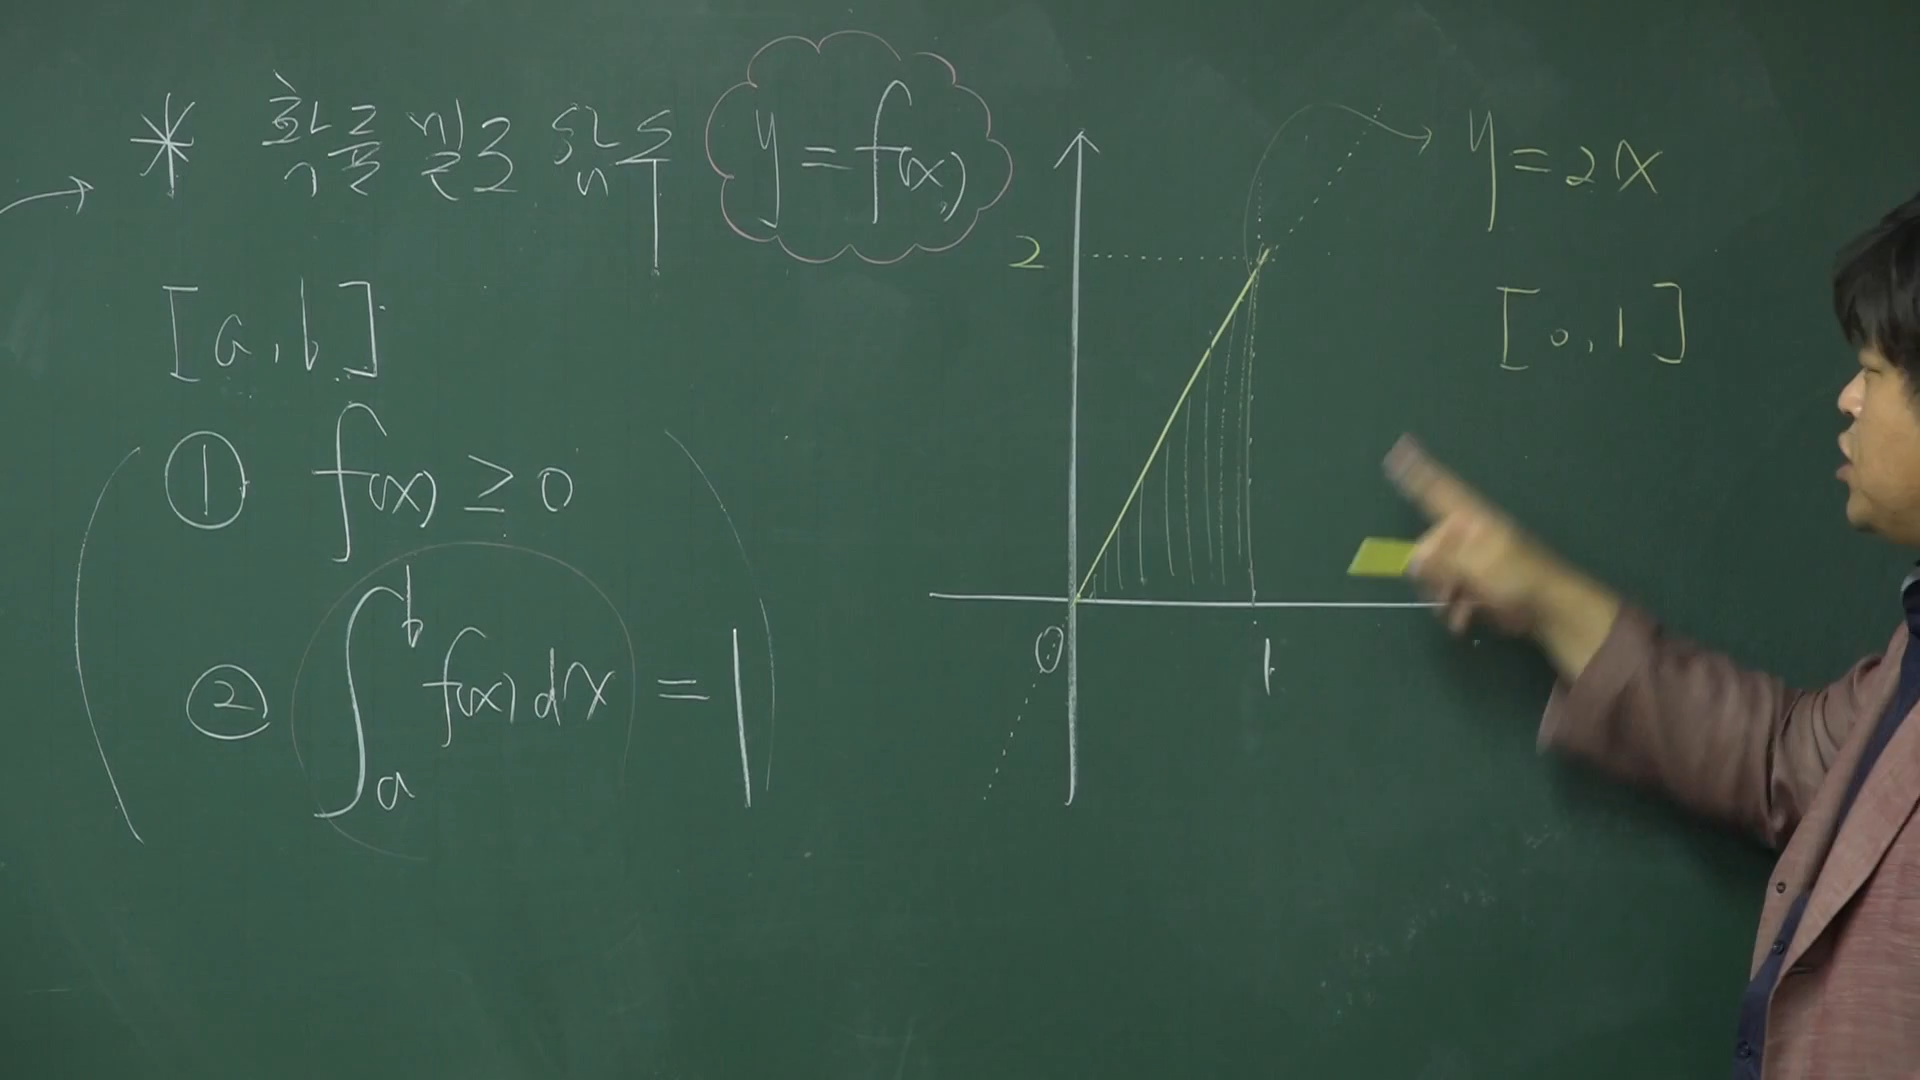 * 확률 밀도 함수 y = f(x)
[a, b]
① f(x) ≥ 0
② ∫_a^b f(x) dx = 1
y = 2x
[0, 1]
2
0
1